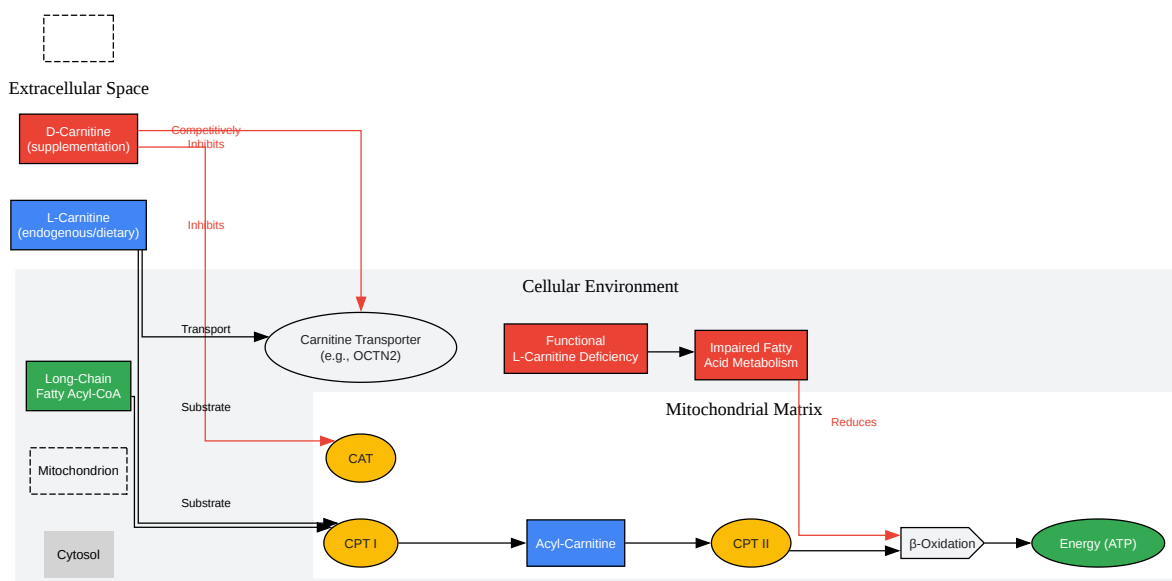 Extracellular Space
D-Carnitine
(supplementation)
Competitively
Inhibits
L-Carnitine
(endogenous/dietary)
Inhibits
Cellular Environment
Transport
Carnitine Transporter
(e.g., OCTN2)
Functional
L-Carnitine Deficiency
Impaired Fatty
Acid Metabolism
Long-Chain
Fatty Acyl-CoA
Substrate
Mitochondrial Matrix
Reduces
CAT
Mitochondrion
Substrate
Cytosol
CPT I
Acyl-Carnitine
CPT II
β-Oxidation
Energy (ATP)